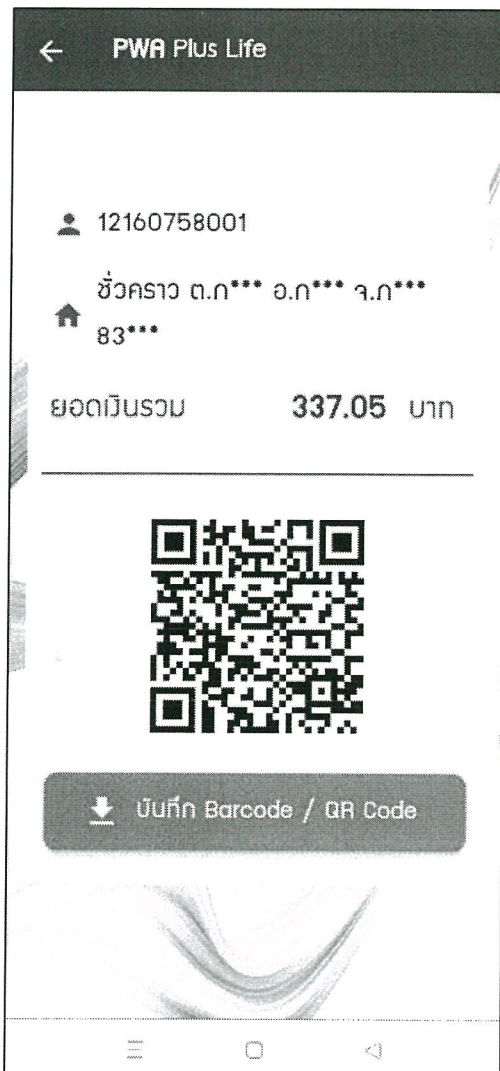 PWA Plus Life
12160758001
ชั่วคราว ต.ก*** อ.ก*** จ.ภ***
83***
ยอดเงินรวม 337.05 บาท
บันทึก Barcode / QR Code